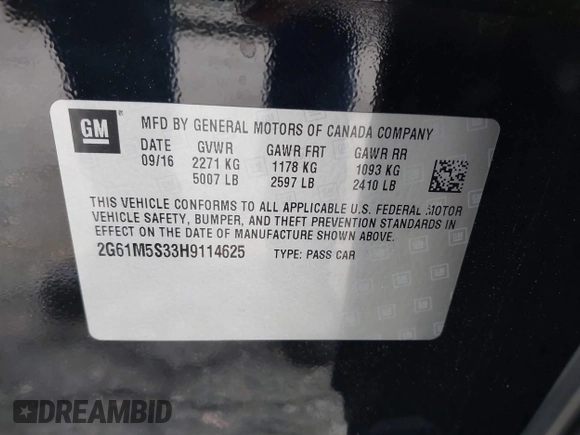 GM
MFD BY GENERAL MOTORS OF CANADA COMPANY
DATE GVWR GAWR FRT GAWR RR
09/16 2271 KG 1178 KG 1093 KG
5007 LB 2597 LB 2410 LB
THIS VEHICLE CONFORMS TO ALL APPLICABLE U.S. FEDERAL MOTOR
VEHICLE SAFETY, BUMPER, AND THEFT PREVENTION STANDARDS IN
EFFECT ON THE DATE OF MANUFACTURE SHOWN ABOVE.
2G61M5S33H9114625 TYPE: PASS CAR
DREAMBID